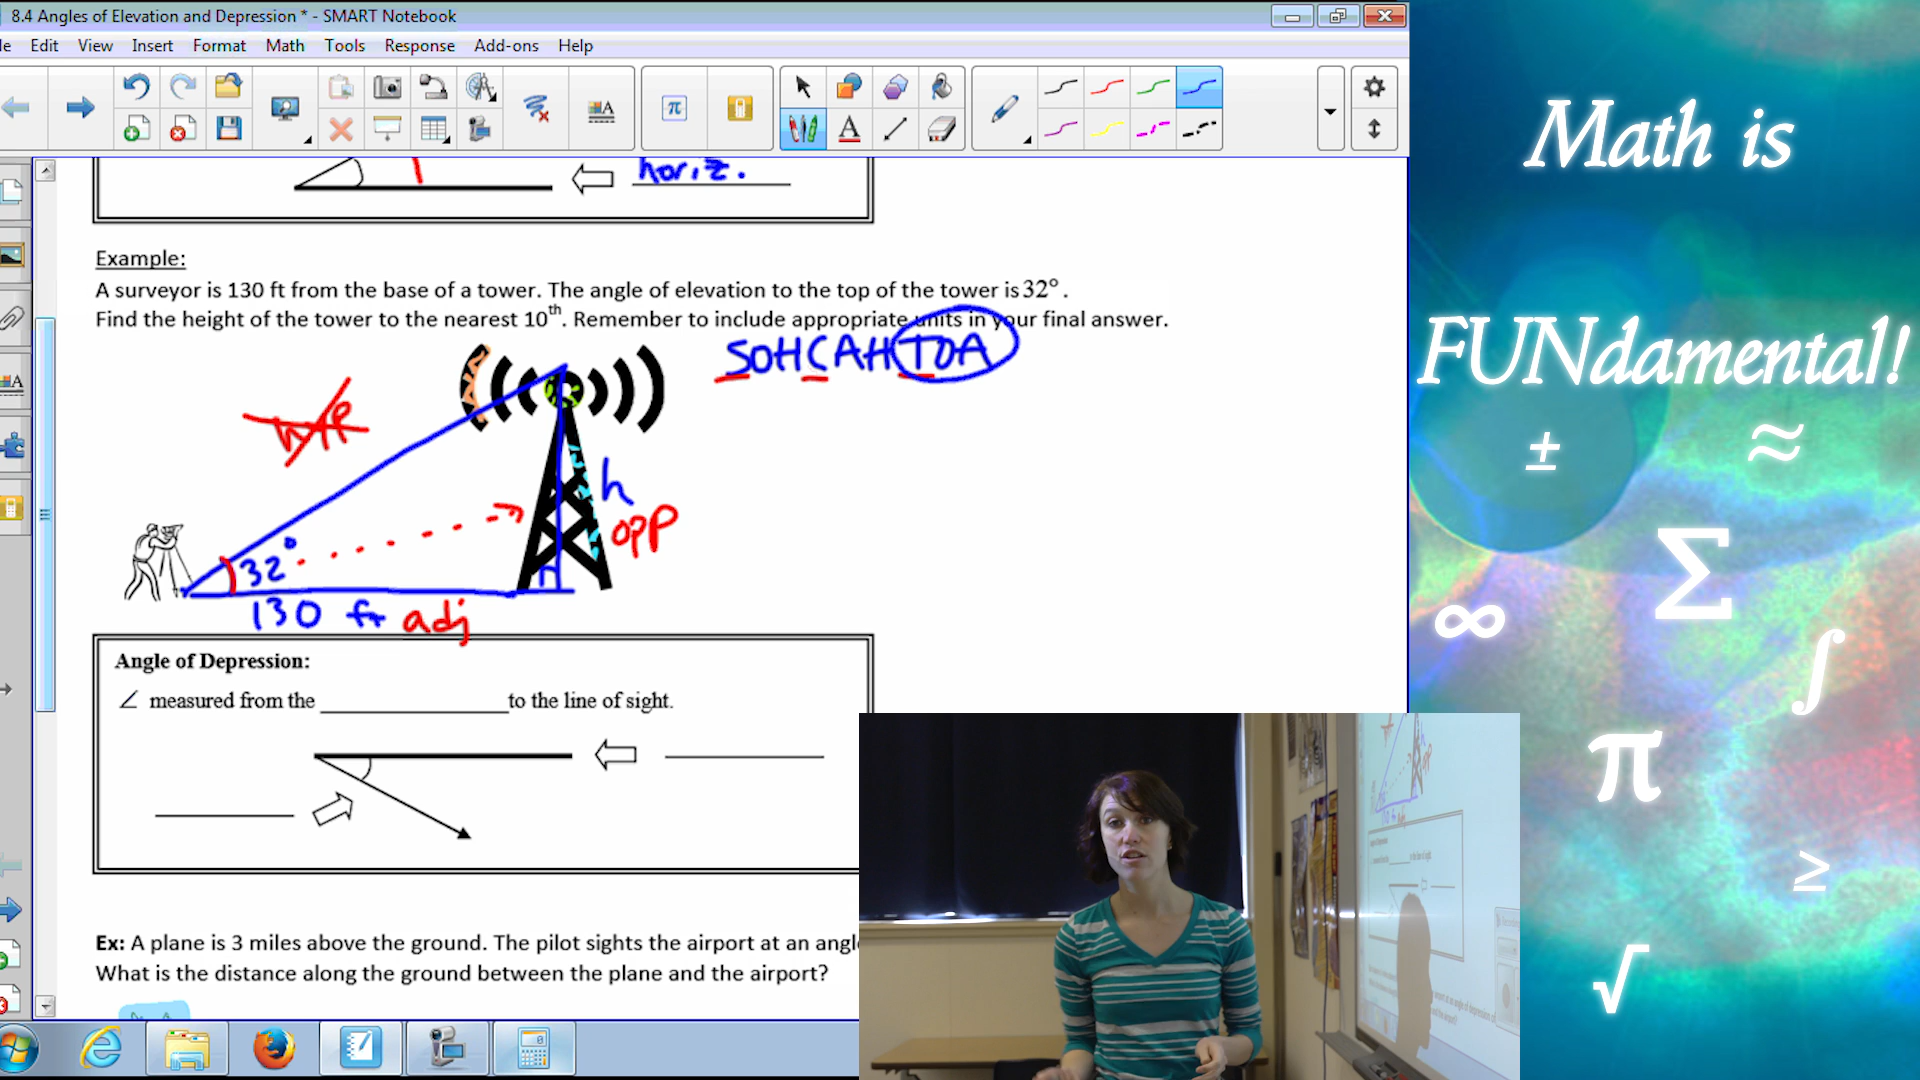 8.4 Angles of Elevation and Depression * - SMART Notebook
le Edit View Insert Format Math Tools Response Add-ons Help
horiz.
Example:
A surveyor is 130 ft from the base of a tower. The angle of elevation to the top of the tower is 32°.
Find the height of the tower to the nearest 10th. Remember to include appropriate units in your final answer.
SOHCAHTOA
hyp
h
opp
32°
130 ft adj
Angle of Depression:
∠ measured from the ____________ to the line of sight.
Ex: A plane is 3 miles above the ground. The pilot sights the airport at an angl
What is the distance along the ground between the plane and the airport?
Math is
FUNdamental!
± ≈
Σ
∞ ∫
π
≥
√